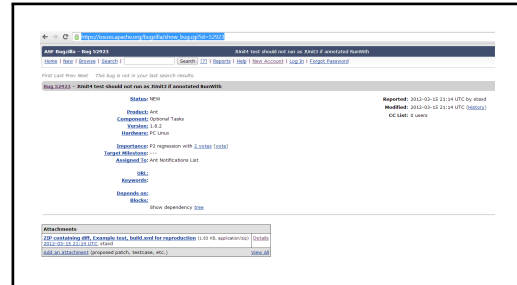 https://issues.apache.org/bugzilla/show_bug.cgi?id=52923
ASF Bugzilla – Bug 52923 JUnit4 test should not run as JUnit3 if annotated RunWith
Home | New | Browse | Search | Search [?] | Reports | Help | New Account | Log In | Forgot Password
First Last Prev Next This bug is not in your last search results.
Bug 52923 - JUnit4 test should not run as JUnit3 if annotated RunWith
Status: NEW Reported: 2012-03-15 21:14 UTC by staxd
Modified: 2012-03-15 21:14 UTC (History)
Product: Ant CC List: 0 users
Component: Optional Tasks
Version: 1.8.2
Hardware: PC Linux
Importance: P2 regression with 2 votes (vote)
Target Milestone: ---
Assigned To: Ant Notifications List
URL:
Keywords:
Depends on:
Blocks:
Show dependency tree
Attachments
ZIP containing diff, Example test, build.xml for reproduction (1.03 KB, application/zip) Details
2012-03-15 21:14 UTC, staxd
Add an attachment (proposed patch, testcase, etc.) View All